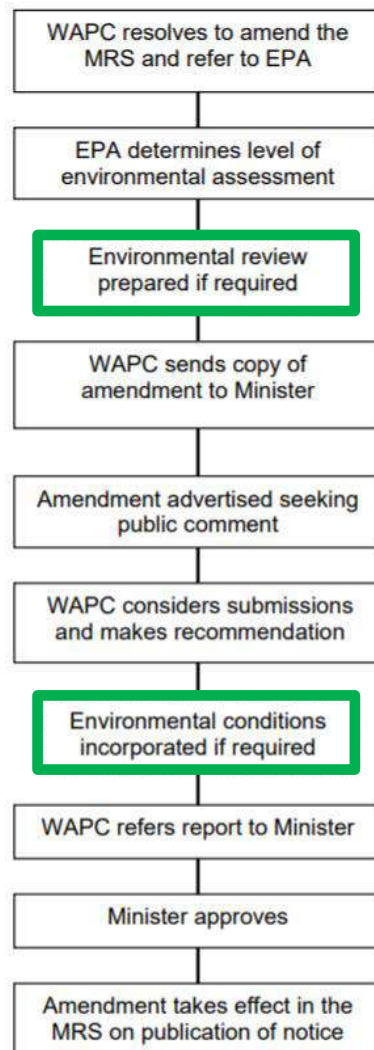 WAPC resolves to amend the
MRS and refer to EPA
EPA determines level of
environmental assessment
Environmental review
prepared if required
WAPC sends copy of
amendment to Minister
Amendment advertised seeking
public comment
WAPC considers submissions
and makes recommendation
Environmental conditions
incorporated if required
WAPC refers report to Minister
Minister approves
Amendment takes effect in the
MRS on publication of notice